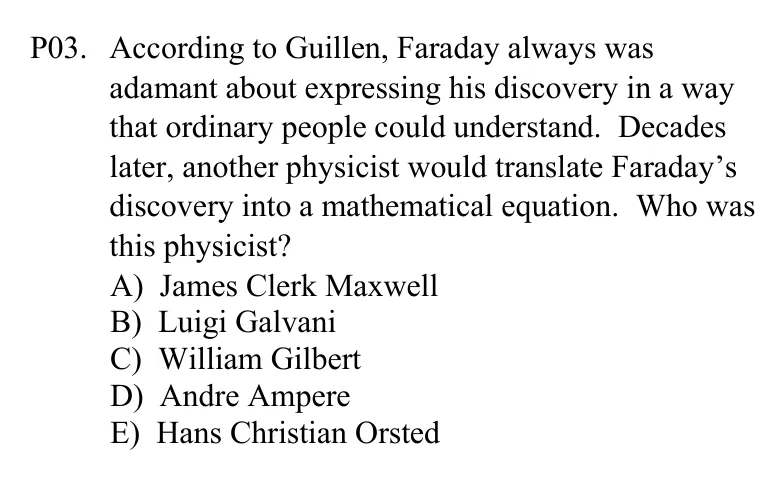 P03. According to Guillen, Faraday always was
adamant about expressing his discovery in a way
that ordinary people could understand. Decades
later, another physicist would translate Faraday's
discovery into a mathematical equation. Who was
this physicist?
A) James Clerk Maxwell
B) Luigi Galvani
C) William Gilbert
D) Andre Ampere
E) Hans Christian Orsted